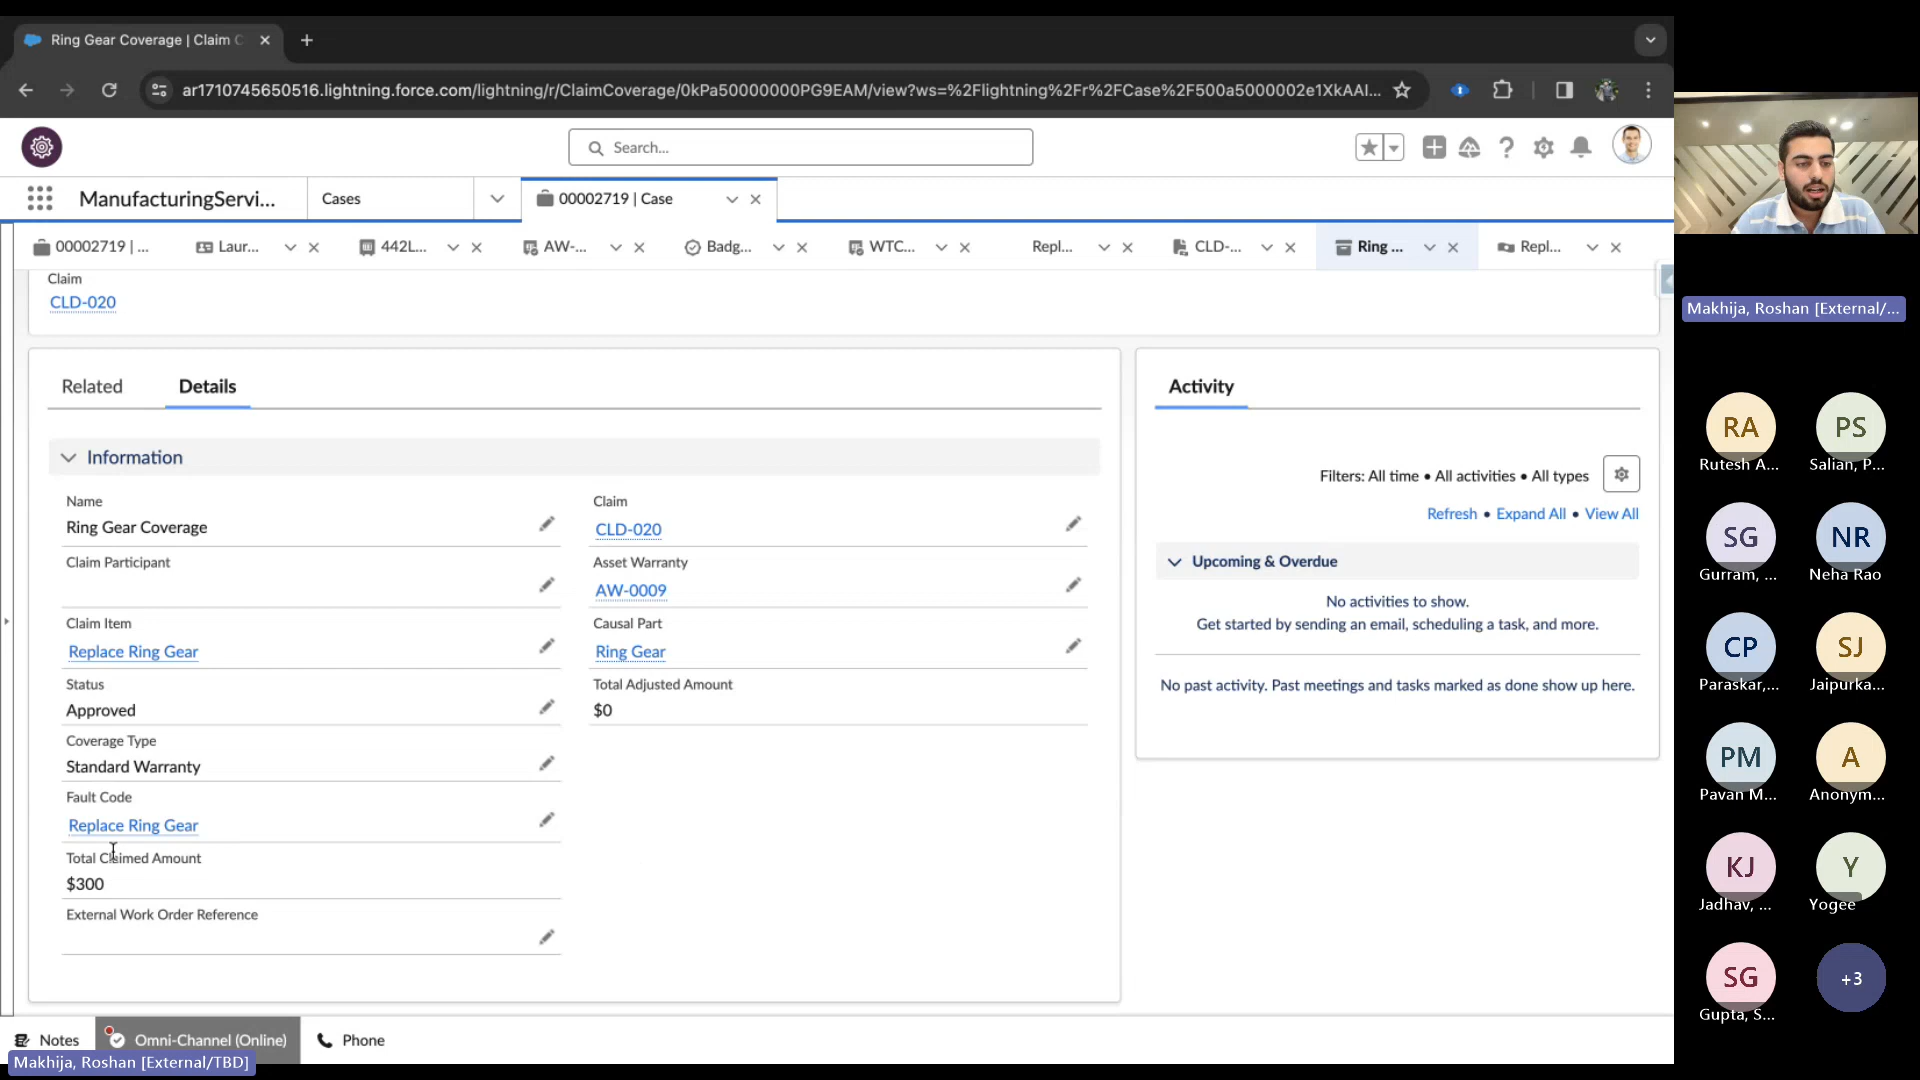 Ring Gear Coverage | Claim C
ar1710745650516.lightning.force.com/lightning/r/ClaimCoverage/0kPa50000000PG9EAM/view?ws=%2Flightning%2Fr%2FCase%2F500a5000002e1XkAAI...
Search...
ManufacturingServi...
Cases
00002719 | Case
00002719 | ...
Laur...
442L...
AW-...
Badg...
WTC...
Repl...
CLD-...
Ring ...
Repl...
Claim
CLD-020
Related
Details
Information
Name
Ring Gear Coverage
Claim
CLD-020
Claim Participant
Asset Warranty
AW-0009
Claim Item
Replace Ring Gear
Causal Part
Ring Gear
Status
Approved
Total Adjusted Amount
$0
Coverage Type
Standard Warranty
Fault Code
Replace Ring Gear
Total Claimed Amount
$300
External Work Order Reference
Activity
Filters: All time • All activities • All types
Refresh • Expand All • View All
Upcoming & Overdue
No activities to show.
Get started by sending an email, scheduling a task, and more.
No past activity. Past meetings and tasks marked as done show up here.
Notes
Omni-Channel (Online)
Phone
Makhija, Roshan [External/TBD]
Makhija, Roshan [External/...
RA
Rutesh A...
PS
Salian, P...
SG
Gurram, ...
NR
Neha Rao
CP
Paraskar,...
SJ
Jaipurka...
PM
Pavan M...
A
Anonym...
KJ
Jadhav, ...
Y
Yogee
SG
Gupta, S...
+3